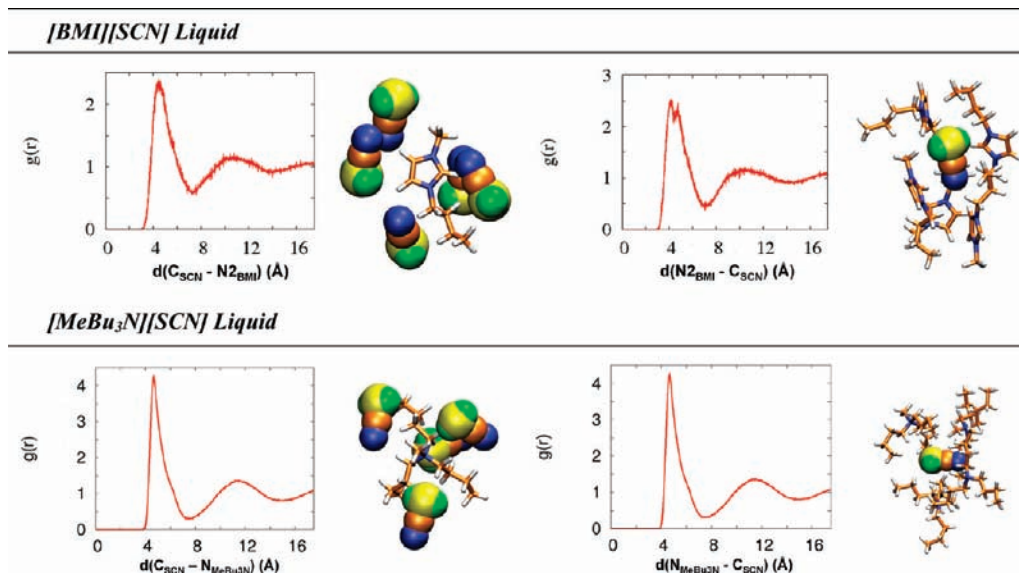 [BMI][SCN] Liquid
g(r)
2
1
0
0 4 8 12 16
d(C_SCN - N2_BMI) (Å)
g(r)
3
2
1
0
0 4 8 12 16
d(N2_BMI - C_SCN) (Å)
[MeBu₃N][SCN] Liquid
g(r)
4
3
2
1
0
0 4 8 12 16
d(C_SCN – N_MeBu3N) (Å)
g(r)
4
3
2
1
0
0 4 8 12 16
d(N_MeBu3N - C_SCN) (Å)